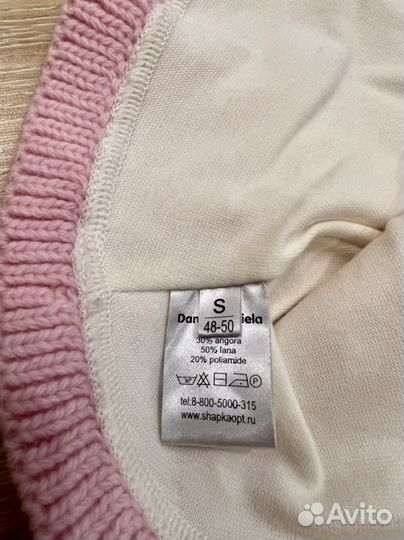 S
48-50
30% angora
50% lana
20% poliamide
tel:8-800-5000-315
www.shapkaopt.ru
Avito